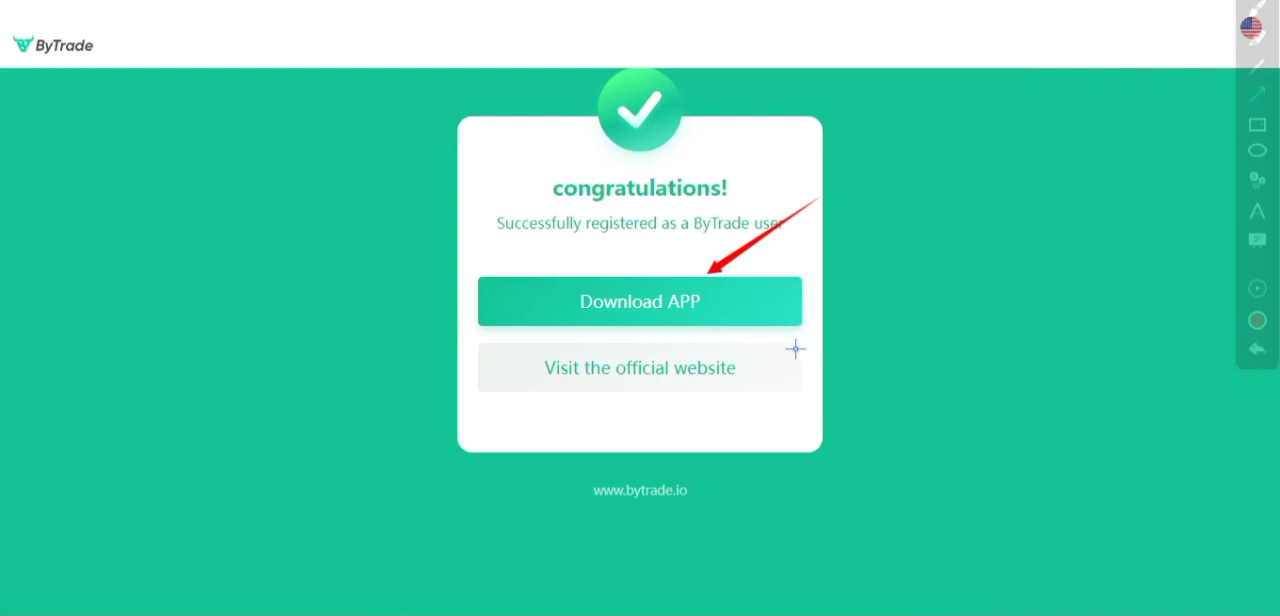 ByTrade
congratulations!
Successfully registered as a ByTrade user
Download APP
Visit the official website
www.bytrade.io